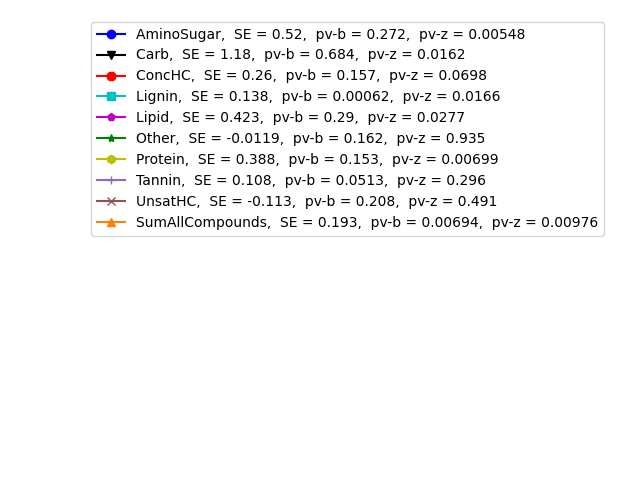 AminoSugar,  SE = 0.52,  pv-b = 0.272,  pv-z = 0.00548
Carb,  SE = 1.18,  pv-b = 0.684,  pv-z = 0.0162
ConcHC,  SE = 0.26,  pv-b = 0.157,  pv-z = 0.0698
Lignin,  SE = 0.138,  pv-b = 0.00062,  pv-z = 0.0166
Lipid,  SE = 0.423,  pv-b = 0.29,  pv-z = 0.0277
Other,  SE = -0.0119,  pv-b = 0.162,  pv-z = 0.935
Protein,  SE = 0.388,  pv-b = 0.153,  pv-z = 0.00699
Tannin,  SE = 0.108,  pv-b = 0.0513,  pv-z = 0.296
UnsatHC,  SE = -0.113,  pv-b = 0.208,  pv-z = 0.491
SumAllCompounds,  SE = 0.193,  pv-b = 0.00694,  pv-z = 0.00976